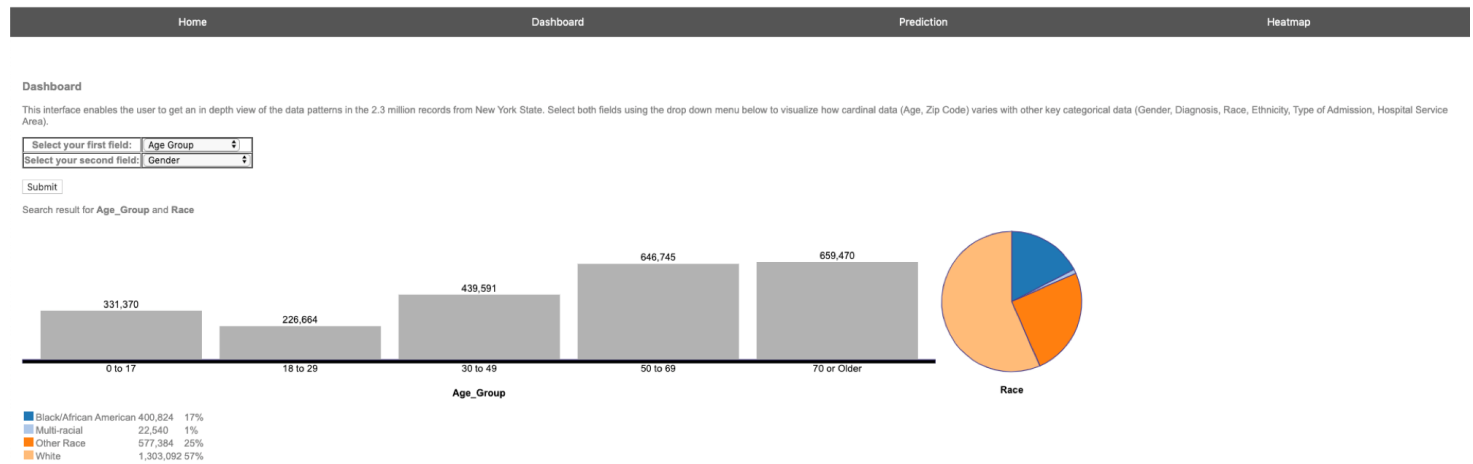 Home Dashboard Prediction Heatmap
Dashboard
This interface enables the user to get an in depth view of the data patterns in the 2.3 million records from New York State. Select both fields using the drop down menu below to visualize how cardinal data (Age, Zip Code) varies with other key categorical data (Gender, Diagnosis, Race, Ethnicity, Type of Admission, Hospital Service
Area).
Select your first field: Age Group
Select your second field: Gender
Submit
Search result for Age_Group and Race
331,370 226,664 439,591 646,745 659,470
0 to 17 18 to 29 30 to 49 50 to 69 70 or Older
Age_Group
Race
Black/African American 400,824 17%
Multi-racial 22,540 1%
Other Race 577,384 25%
White 1,303,092 57%